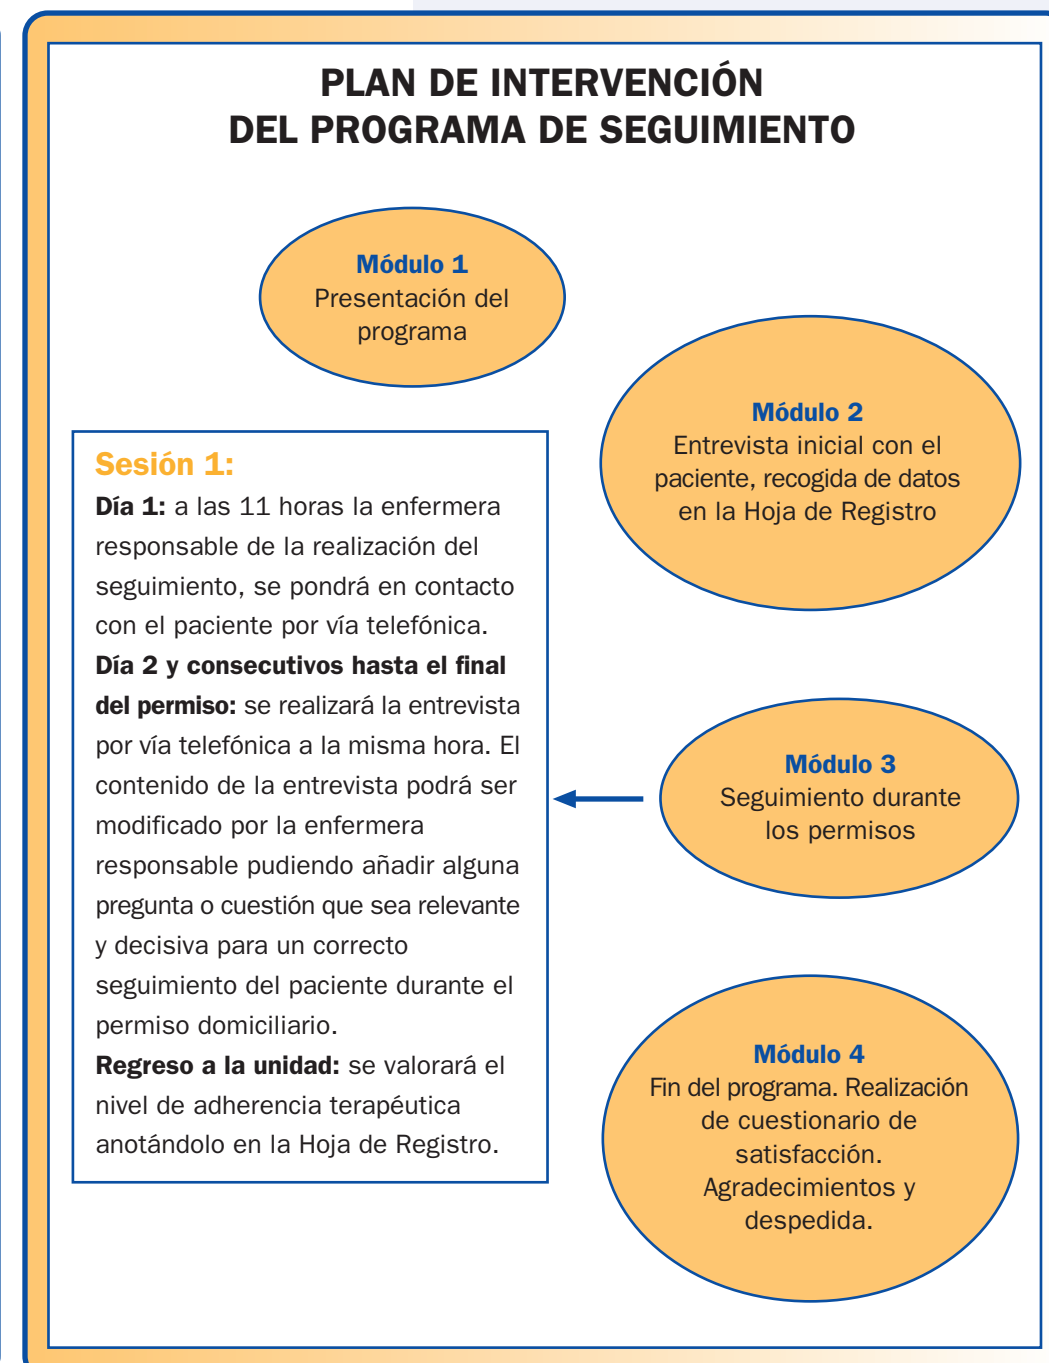 PLAN DE INTERVENCIÓN
DEL PROGRAMA DE SEGUIMIENTO
Módulo 1
Presentación del
programa
Módulo 2
Entrevista inicial con el
paciente, recogida de datos
en la Hoja de Registro
Sesión 1:
Día 1: a las 11 horas la enfermera
responsable de la realización del
seguimiento, se pondrá en contacto
con el paciente por vía telefónica.
Día 2 y consecutivos hasta el final
del permiso: se realizará la entrevista
por vía telefónica a la misma hora. El
contenido de la entrevista podrá ser
modificado por la enfermera
responsable pudiendo añadir alguna
pregunta o cuestión que sea relevante
y decisiva para un correcto
seguimiento del paciente durante el
permiso domiciliario.
Regreso a la unidad: se valorará el
nivel de adherencia terapéutica
anotándolo en la Hoja de Registro.
Módulo 3
Seguimiento durante
los permisos
Módulo 4
Fin del programa. Realización
de cuestionario de
satisfacción.
Agradecimientos y
despedida.